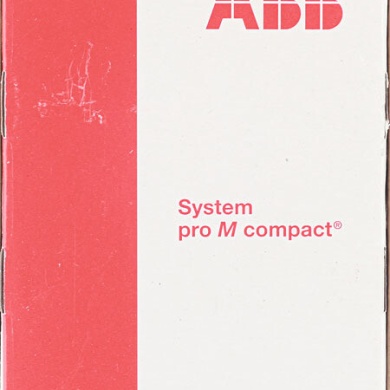 ABB
System
pro M compact®